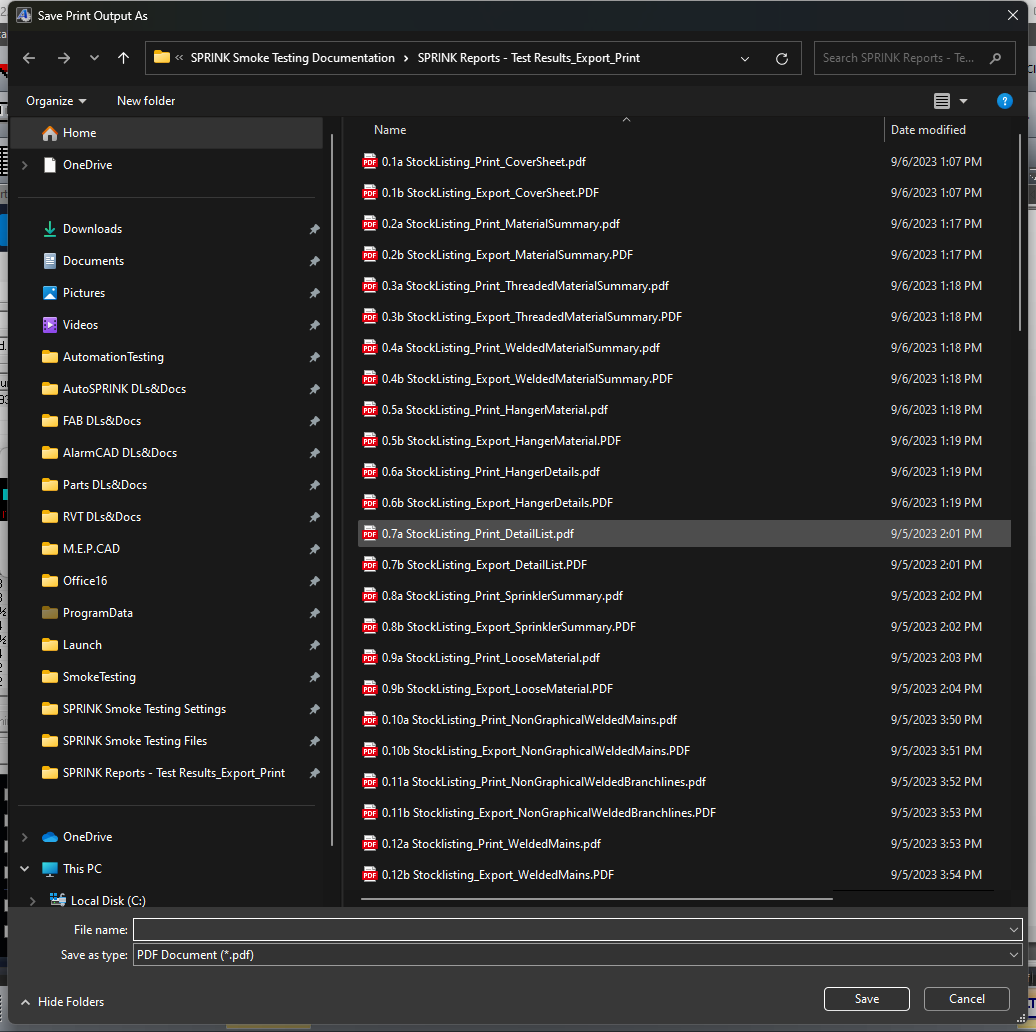 Save Print Output As
« SPRINK Smoke Testing Documentation › SPRINK Reports - Test Results_Export_Print
Search SPRINK Reports - Te...
Organize New folder
Home
OneDrive
Downloads
Documents
Pictures
Videos
AutomationTesting
AutoSPRINK DLs&Docs
FAB DLs&Docs
AlarmCAD DLs&Docs
Parts DLs&Docs
RVT DLs&Docs
M.E.P.CAD
Office16
ProgramData
Launch
SmokeTesting
SPRINK Smoke Testing Settings
SPRINK Smoke Testing Files
SPRINK Reports - Test Results_Export_Print
OneDrive
This PC
Local Disk (C:)
Name Date modified
0.1a StockListing_Print_CoverSheet.pdf 9/6/2023 1:07 PM
0.1b StockListing_Export_CoverSheet.PDF 9/6/2023 1:07 PM
0.2a StockListing_Print_MaterialSummary.pdf 9/6/2023 1:17 PM
0.2b StockListing_Export_MaterialSummary.PDF 9/6/2023 1:17 PM
0.3a StockListing_Print_ThreadedMaterialSummary.pdf 9/6/2023 1:18 PM
0.3b StockListing_Export_ThreadedMaterialSummary.PDF 9/6/2023 1:18 PM
0.4a StockListing_Print_WeldedMaterialSummary.pdf 9/6/2023 1:18 PM
0.4b StockListing_Export_WeldedMaterialSummary.PDF 9/6/2023 1:18 PM
0.5a StockListing_Print_HangerMaterial.pdf 9/6/2023 1:18 PM
0.5b StockListing_Export_HangerMaterial.PDF 9/6/2023 1:19 PM
0.6a StockListing_Print_HangerDetails.pdf 9/6/2023 1:19 PM
0.6b StockListing_Export_HangerDetails.PDF 9/6/2023 1:19 PM
0.7a StockListing_Print_DetailList.pdf 9/5/2023 2:01 PM
0.7b StockListing_Export_DetailList.PDF 9/5/2023 2:01 PM
0.8a StockListing_Print_SprinklerSummary.pdf 9/5/2023 2:02 PM
0.8b StockListing_Export_SprinklerSummary.PDF 9/5/2023 2:02 PM
0.9a StockListing_Print_LooseMaterial.pdf 9/5/2023 2:03 PM
0.9b StockListing_Export_LooseMaterial.PDF 9/5/2023 2:04 PM
0.10a StockListing_Print_NonGraphicalWeldedMains.pdf 9/5/2023 3:50 PM
0.10b StockListing_Export_NonGraphicalWeldedMains.PDF 9/5/2023 3:51 PM
0.11a StockListing_Print_NonGraphicalWeldedBranchlines.pdf 9/5/2023 3:52 PM
0.11b Stocklisting_Export_NonGraphicalWeldedBranchlines.PDF 9/5/2023 3:53 PM
0.12a Stocklisting_Print_WeldedMains.pdf 9/5/2023 3:53 PM
0.12b Stocklisting_Export_WeldedMains.PDF 9/5/2023 3:54 PM
File name:
Save as type: PDF Document (*.pdf)
Hide Folders
Save Cancel